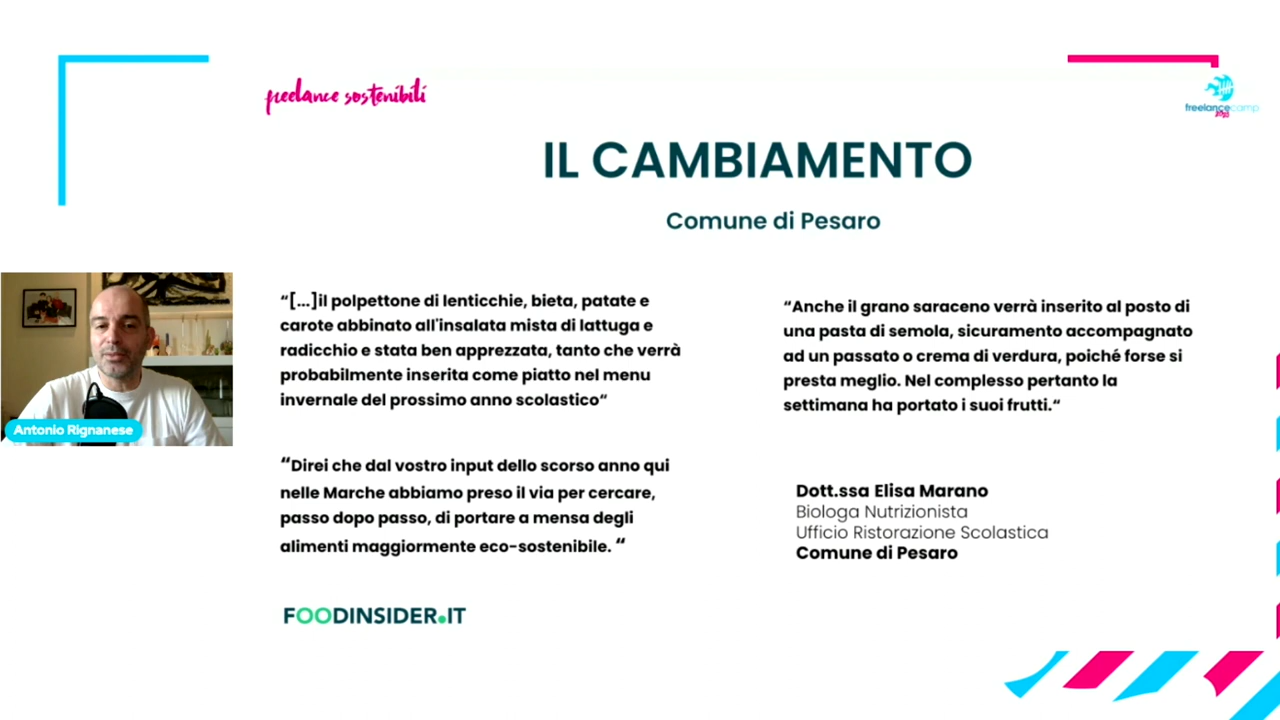 freelance sostenibili
freelancecamp
IL CAMBIAMENTO
Comune di Pesaro
Antonio Rignanese
“[...]il polpettone di lenticchie, bieta, patate e
carote abbinato all'insalata mista di lattuga e
radicchio e stata ben apprezzata, tanto che verrà
probabilmente inserita come piatto nel menu
invernale del prossimo anno scolastico“
“Direi che dal vostro input dello scorso anno qui
nelle Marche abbiamo preso il via per cercare,
passo dopo passo, di portare a mensa degli
alimenti maggiormente eco-sostenibile. “
“Anche il grano saraceno verrà inserito al posto di
una pasta di semola, sicuramento accompagnato
ad un passato o crema di verdura, poiché forse si
presta meglio. Nel complesso pertanto la
settimana ha portato i suoi frutti.“
Dott.ssa Elisa Marano
Biologa Nutrizionista
Ufficio Ristorazione Scolastica
Comune di Pesaro
FOODINSIDER.IT